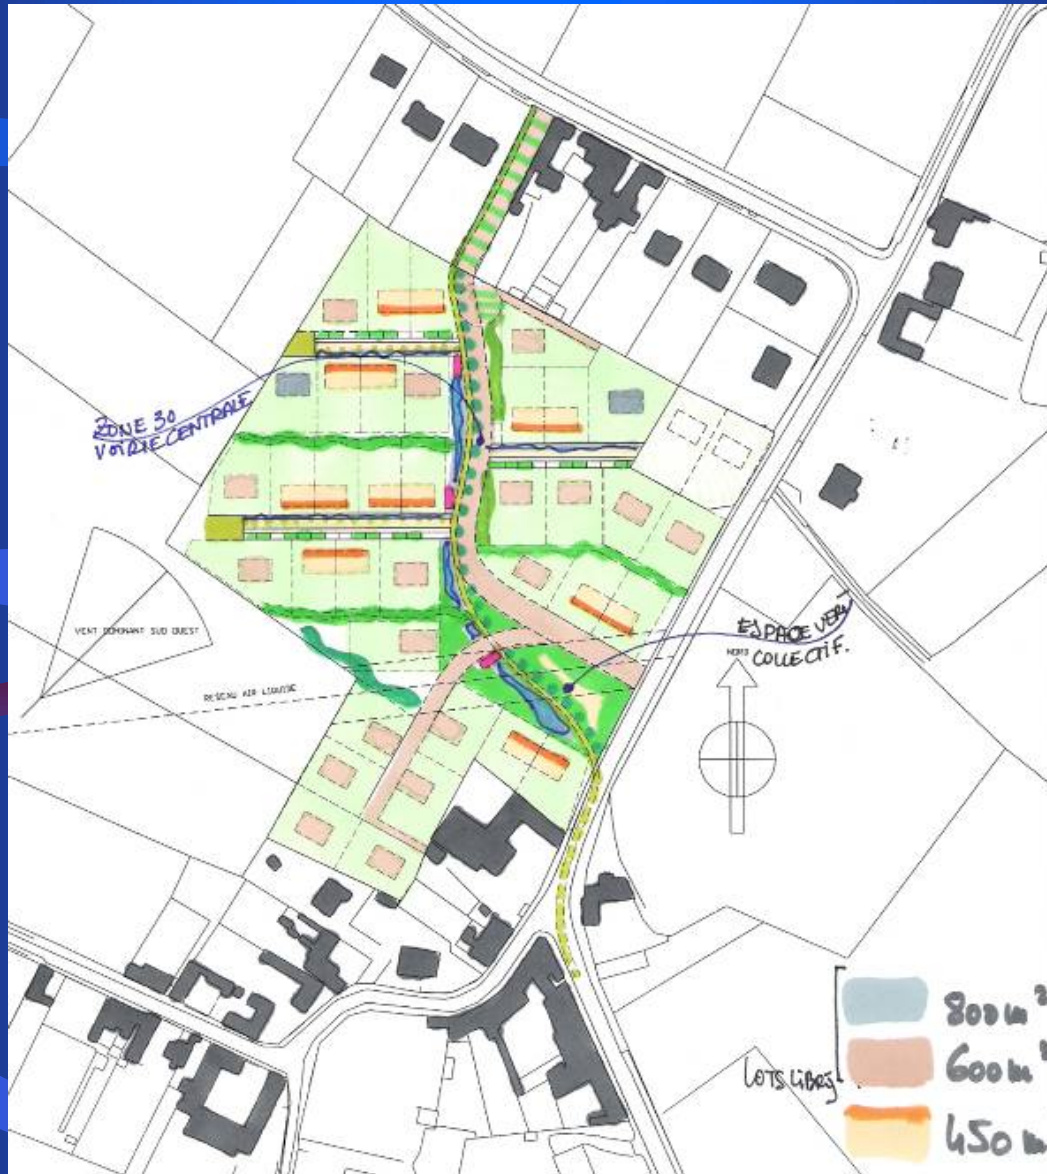 ZONE 30
VOIRIE CENTRALE
VENT DOMINANT SUD OUEST
RESEAU AIR LIQUIDE
ESPACE VERT
COLLECTIF.
NORD
800 m²
LOTS LIBRES
600 m²
450 m